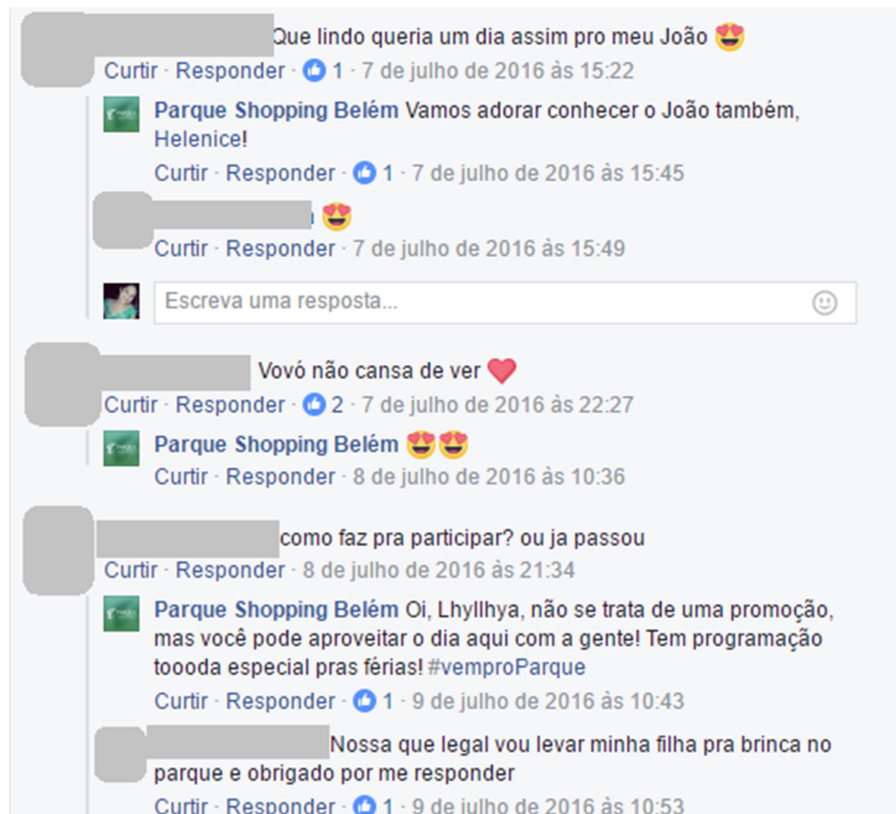 Que lindo queria um dia assim pro meu João 😍
Curtir · Responder · 1 · 7 de julho de 2016 às 15:22
Parque Shopping Belém Vamos adorar conhecer o João também,
Helenice!
Curtir · Responder · 1 · 7 de julho de 2016 às 15:45
😍
Curtir · Responder · 7 de julho de 2016 às 15:49
Escreva uma resposta...
Vovó não cansa de ver ❤
Curtir · Responder · 2 · 7 de julho de 2016 às 22:27
Parque Shopping Belém 😍😍
Curtir · Responder · 8 de julho de 2016 às 10:36
como faz pra participar? ou ja passou
Curtir · Responder · 8 de julho de 2016 às 21:34
Parque Shopping Belém Oi, Lhyllhya, não se trata de uma promoção,
mas você pode aproveitar o dia aqui com a gente! Tem programação
toooda especial pras férias! #vemproParque
Curtir · Responder · 1 · 9 de julho de 2016 às 10:43
Nossa que legal vou levar minha filha pra brinca no
parque e obrigado por me responder
Curtir · Responder · 1 · 9 de julho de 2016 às 10:53